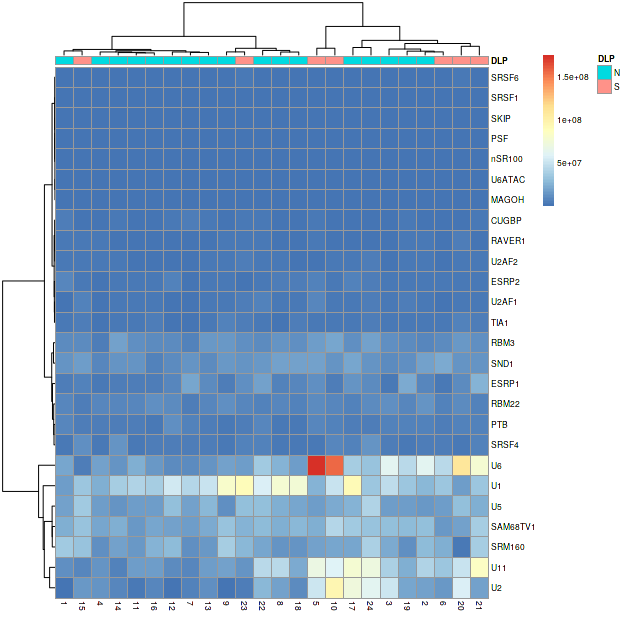 DLP
SRSF6
SRSF1
SKIP
PSF
nSR100
U6ATAC
MAGOH
CUGBP
RAVER1
U2AF2
ESRP2
U2AF1
TIA1
RBM3
SND1
ESRP1
RBM22
PTB
SRSF4
U6
U1
U5
SAM68TV1
SRM160
U11
U2
1 15 4 14 11 16 12 7 13 9 23 22 8 18 5 10 17 24 3 19 2 6 20 21
1.5e+08
1e+08
5e+07
DLP
N
S